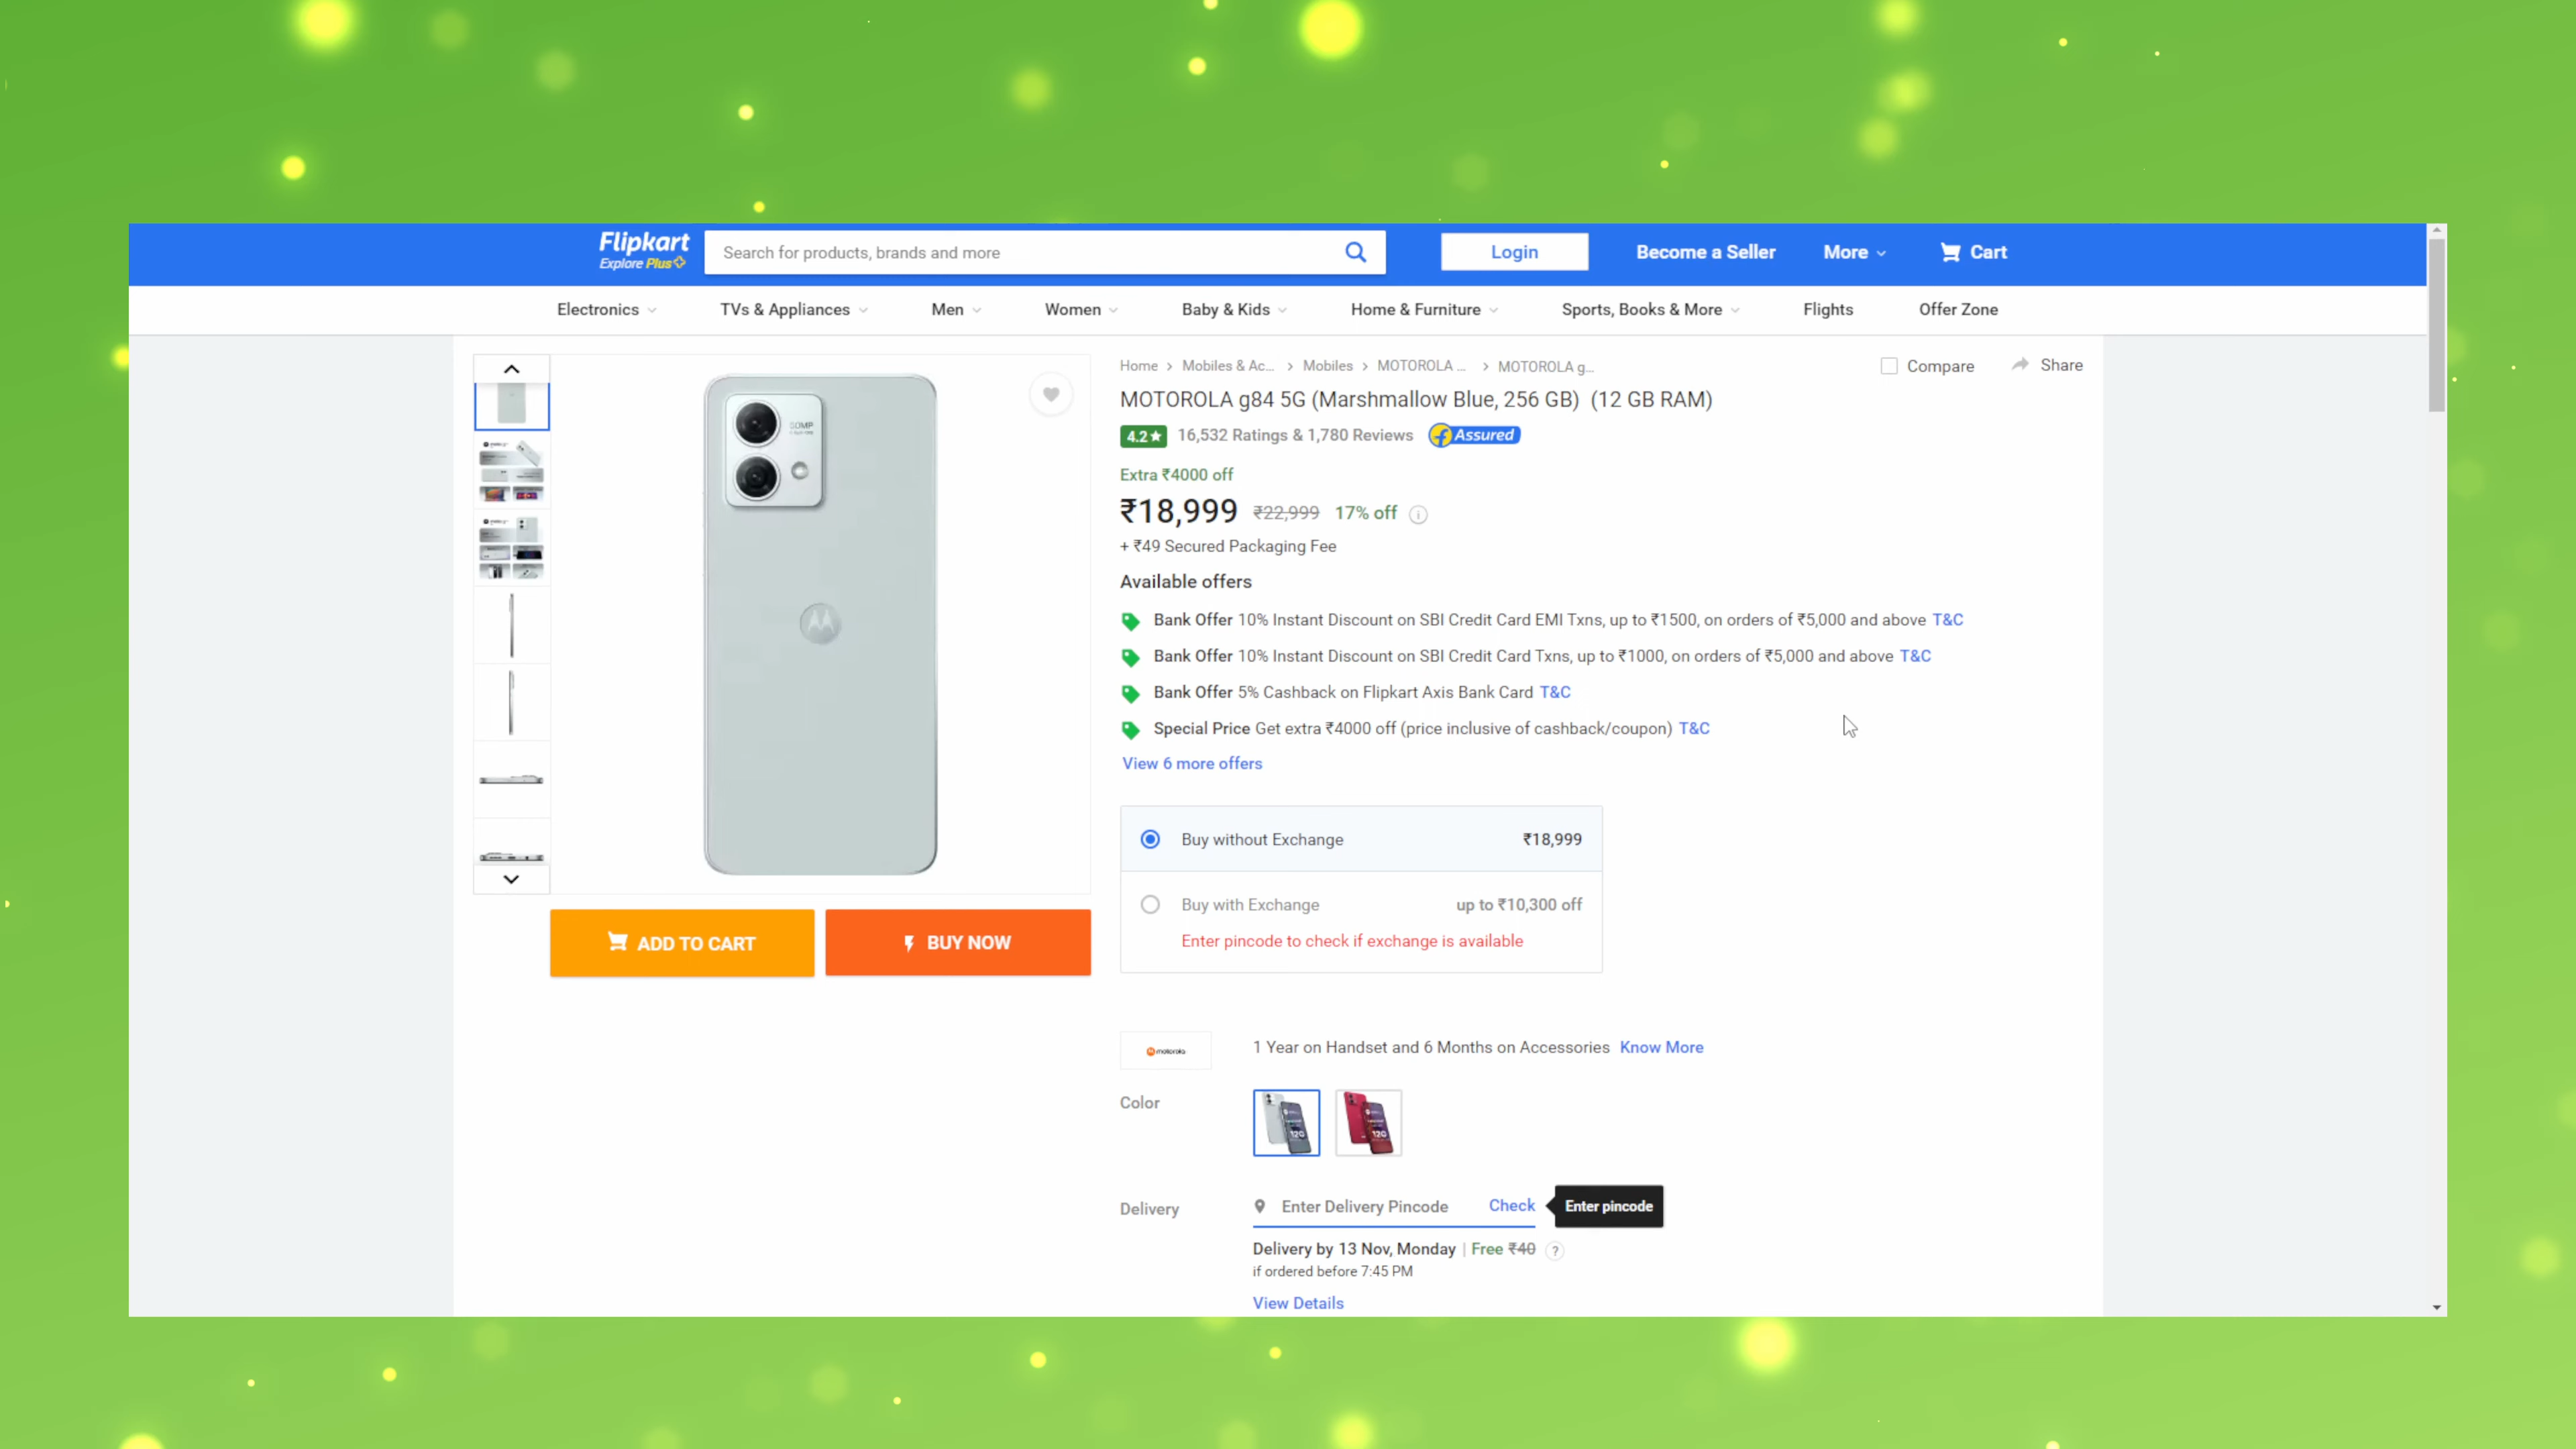 Flipkart
Explore Plus
Search for products, brands and more
Login
Become a Seller
More
Cart
Electronics
TVs & Appliances
Men
Women
Baby & Kids
Home & Furniture
Sports, Books & More
Flights
Offer Zone
Home > Mobiles & Ac... > Mobiles > MOTOROLA ... > MOTOROLA g...
Compare
Share
MOTOROLA g84 5G (Marshmallow Blue, 256 GB) (12 GB RAM)
4.2★ 16,532 Ratings & 1,780 Reviews Assured
Extra ₹4000 off
₹18,999 ₹22,999 17% off
+ ₹49 Secured Packaging Fee
Available offers
Bank Offer 10% Instant Discount on SBI Credit Card EMI Txns, up to ₹1500, on orders of ₹5,000 and above T&C
Bank Offer 10% Instant Discount on SBI Credit Card Txns, up to ₹1000, on orders of ₹5,000 and above T&C
Bank Offer 5% Cashback on Flipkart Axis Bank Card T&C
Special Price Get extra ₹4000 off (price inclusive of cashback/coupon) T&C
View 6 more offers
Buy without Exchange ₹18,999
Buy with Exchange up to ₹10,300 off
Enter pincode to check if exchange is available
50MP
ADD TO CART
BUY NOW
motorola
1 Year on Handset and 6 Months on Accessories Know More
Color
Delivery
Enter Delivery Pincode Check
Enter pincode
Delivery by 13 Nov, Monday | Free ₹40 ?
if ordered before 7:45 PM
View Details